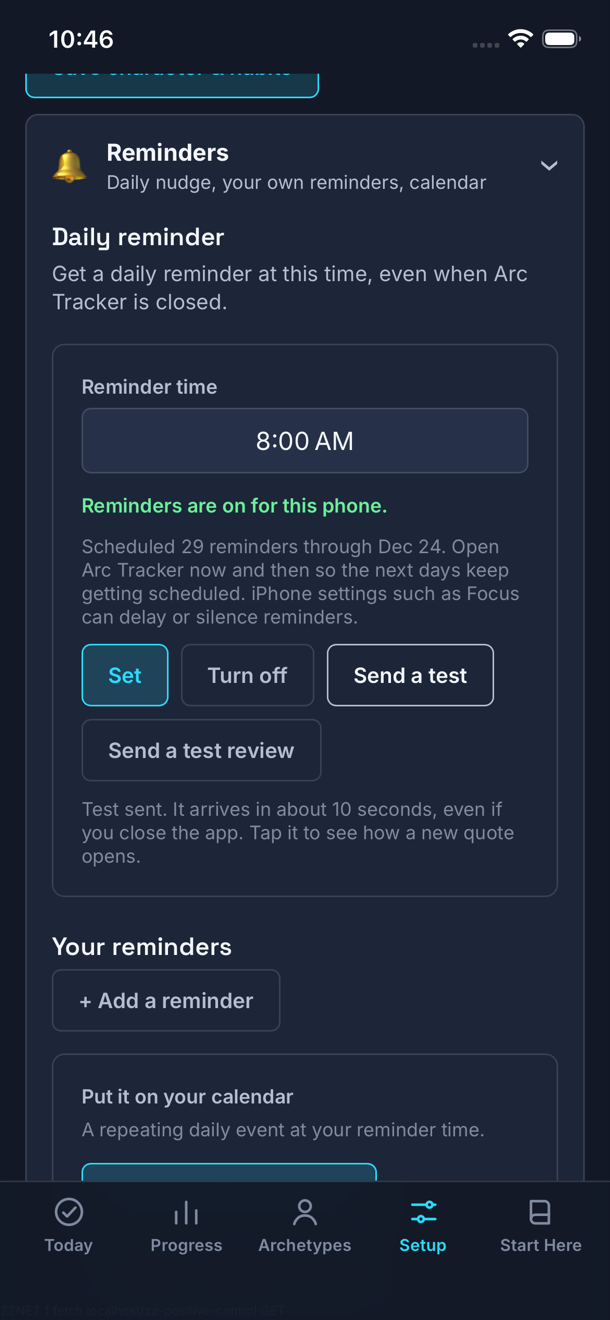 10:46
Save character & habits
Reminders
Daily nudge, your own reminders, calendar
Daily reminder
Get a daily reminder at this time, even when Arc
Tracker is closed.
Reminder time
8:00 AM
Reminders are on for this phone.
Scheduled 29 reminders through Dec 24. Open
Arc Tracker now and then so the next days keep
getting scheduled. iPhone settings such as Focus
can delay or silence reminders.
Set
Turn off
Send a test
Send a test review
Test sent. It arrives in about 10 seconds, even if
you close the app. Tap it to see how a new quote
opens.
Your reminders
+ Add a reminder
Put it on your calendar
A repeating daily event at your reminder time.
Today
Progress
Archetypes
Setup
Start Here